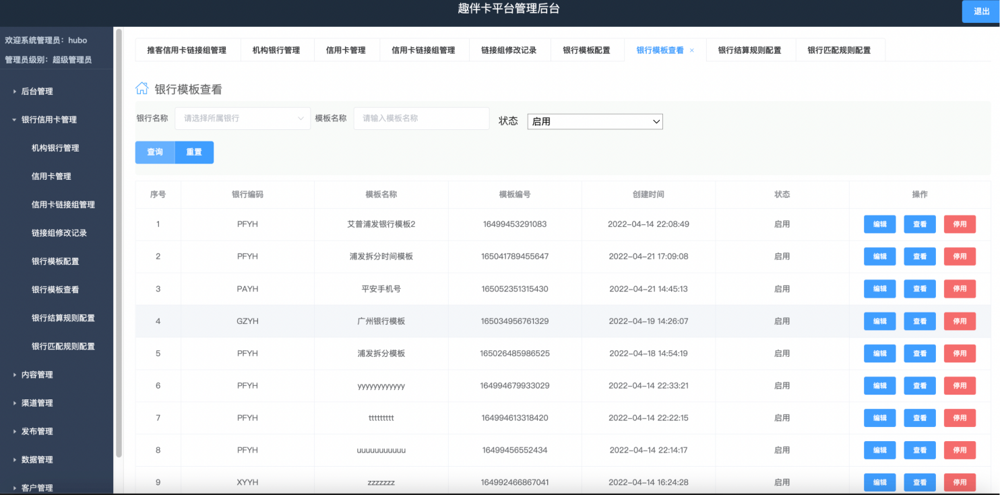 趣伴卡平台管理后台
退出
欢迎系统管理员：hubo
管理员级别：超级管理员
后台管理
银行信用卡管理
机构银行管理
信用卡管理
信用卡链接组管理
链接组修改记录
银行模板配置
银行模板查看
银行结算规则配置
银行匹配规则配置
内容管理
渠道管理
发布管理
数据管理
客户管理
推客信用卡链接组管理 机构银行管理 信用卡管理 信用卡链接组管理 链接组修改记录 银行模板配置 银行模板查看 × 银行结算规则配置 银行匹配规则配置
银行模板查看
银行名称 请选择所属银行 模板名称 请输入模板名称 状态 启用
查询 重置
序号 银行编码 模板名称 模板编号 创建时间 状态 操作
1 PFYH 艾普浦发银行模板2 16499453291083 2022-04-14 22:08:49 启用 编辑 查看 停用
2 PFYH 浦发拆分时间模板 165041789455647 2022-04-21 17:09:08 启用 编辑 查看 停用
3 PAYH 平安手机号 165052351315430 2022-04-21 14:45:13 启用 编辑 查看 停用
4 GZYH 广州银行模板 165034956761329 2022-04-19 14:26:07 启用 编辑 查看 停用
5 PFYH 浦发拆分模板 165026485986525 2022-04-18 14:54:19 启用 编辑 查看 停用
6 PFYH yyyyyyyyyyyy 164994679933029 2022-04-14 22:33:21 启用 编辑 查看 停用
7 PFYH ttttttttt 164994613318420 2022-04-14 22:22:15 启用 编辑 查看 停用
8 PFYH uuuuuuuuuuu 16499456552434 2022-04-14 22:14:17 启用 编辑 查看 停用
9 XYYH zzzzzzz 164992466867041 2022-04-14 16:24:28 启用 编辑 查看 停用